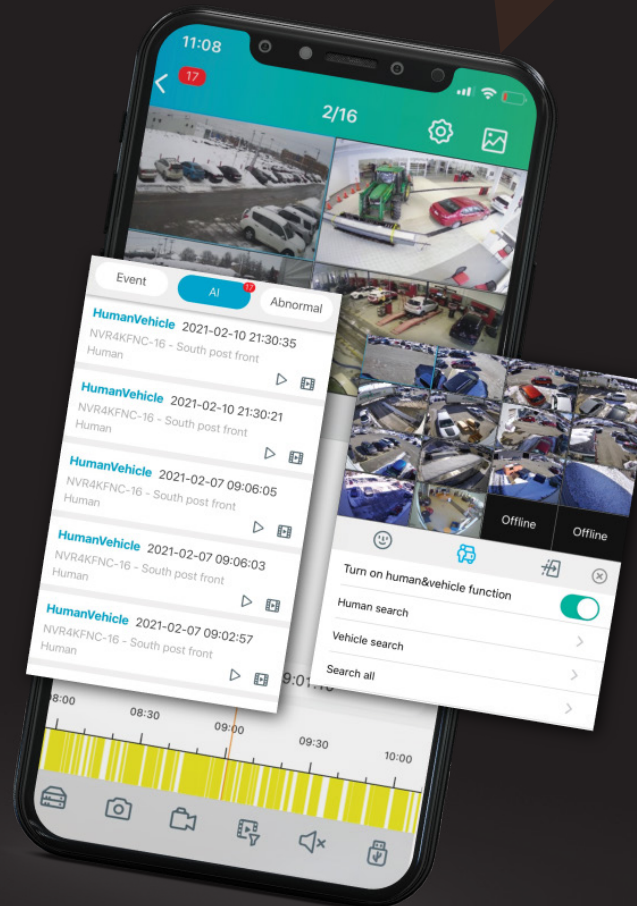 11:08
17
2/16
Event
AI
17
Abnormal
HumanVehicle 2021-02-10 21:30:35
NVR4KFNC-16 - South post front
Human
HumanVehicle 2021-02-10 21:30:21
NVR4KFNC-16 - South post front
Human
HumanVehicle 2021-02-07 09:06:05
NVR4KFNC-16 - South post front
Human
HumanVehicle 2021-02-07 09:06:03
NVR4KFNC-16 - South post front
Human
HumanVehicle 2021-02-07 09:02:57
NVR4KFNC-16 - South post front
Human
Offline
Offline
Turn on human&vehicle function
Human search
Vehicle search
Search all
08:30
09:00
09:30
10:00